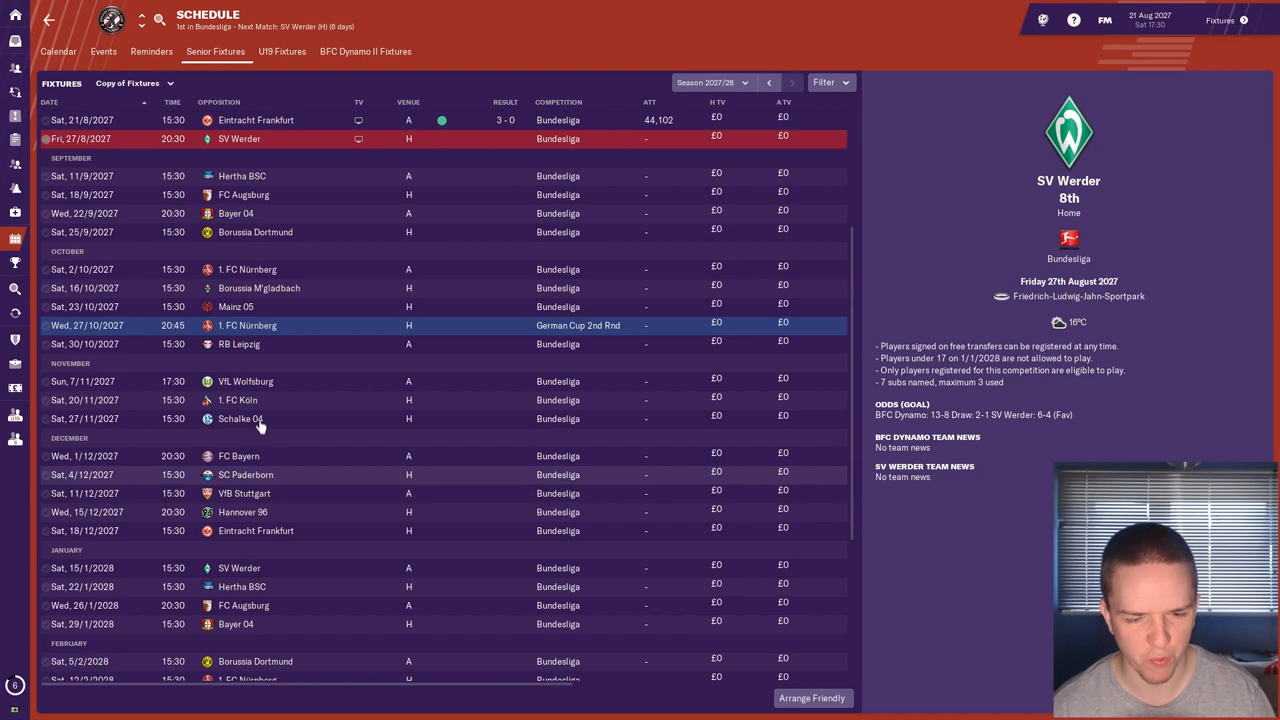 SCHEDULE
1st in Bundesliga - Next Match: SV Werder (H) (6 days)
FM
21 Aug 2027
Sat 17:30
Fixtures
Calendar Events Reminders Senior Fixtures U19 Fixtures BFC Dynamo II Fixtures
FIXTURES Copy of Fixtures Season 2027/28 Filter
DATE TIME OPPOSITION TV VENUE RESULT COMPETITION ATT H TV A TV
Sat, 21/8/2027 15:30 Eintracht Frankfurt A 3 - 0 Bundesliga 44,102 £0 £0
Fri, 27/8/2027 20:30 SV Werder H Bundesliga - £0 £0
SEPTEMBER
Sat, 11/9/2027 15:30 Hertha BSC A Bundesliga - £0 £0
Sat, 18/9/2027 15:30 FC Augsburg H Bundesliga - £0 £0
Wed, 22/9/2027 20:30 Bayer 04 A Bundesliga - £0 £0
Sat, 25/9/2027 15:30 Borussia Dortmund H Bundesliga - £0 £0
OCTOBER
Sat, 2/10/2027 15:30 1. FC Nürnberg A Bundesliga - £0 £0
Sat, 16/10/2027 15:30 Borussia M'gladbach H Bundesliga - £0 £0
Sat, 23/10/2027 15:30 Mainz 05 A Bundesliga - £0 £0
Wed, 27/10/2027 20:45 1. FC Nürnberg H German Cup 2nd Rnd - £0 £0
Sat, 30/10/2027 15:30 RB Leipzig A Bundesliga - £0 £0
NOVEMBER
Sun, 7/11/2027 17:30 VfL Wolfsburg A Bundesliga - £0 £0
Sat, 20/11/2027 15:30 1. FC Köln A Bundesliga - £0 £0
Sat, 27/11/2027 15:30 Schalke 04 H Bundesliga - £0 £0
DECEMBER
Wed, 1/12/2027 20:30 FC Bayern A Bundesliga - £0 £0
Sat, 4/12/2027 15:30 SC Paderborn H Bundesliga - £0 £0
Sat, 11/12/2027 15:30 VfB Stuttgart A Bundesliga - £0 £0
Wed, 15/12/2027 20:30 Hannover 96 H Bundesliga - £0 £0
Sat, 18/12/2027 15:30 Eintracht Frankfurt H Bundesliga - £0 £0
JANUARY
Sat, 15/1/2028 15:30 SV Werder A Bundesliga - £0 £0
Sat, 22/1/2028 15:30 Hertha BSC H Bundesliga - £0 £0
Wed, 26/1/2028 20:30 FC Augsburg A Bundesliga - £0 £0
Sat, 29/1/2028 15:30 Bayer 04 H Bundesliga - £0 £0
FEBRUARY
Sat, 5/2/2028 15:30 Borussia Dortmund A Bundesliga - £0 £0
Sat, 12/2/2028 15:30 1. FC Nürnberg H Bundesliga - £0 £0
Arrange Friendly
SV Werder
8th
Home
Bundesliga
Friday 27th August 2027
Friedrich-Ludwig-Jahn-Sportpark
16°C
- Players signed on free transfers can be registered at any time.
- Players under 17 on 1/1/2028 are not allowed to play.
- Only players registered for this competition are eligible to play.
- 7 subs named, maximum 3 used
ODDS (GOAL)
BFC Dynamo: 13-8 Draw: 2-1 SV Werder: 6-4 (Fav)
BFC DYNAMO TEAM NEWS
No team news
SV WERDER TEAM NEWS
No team news
6